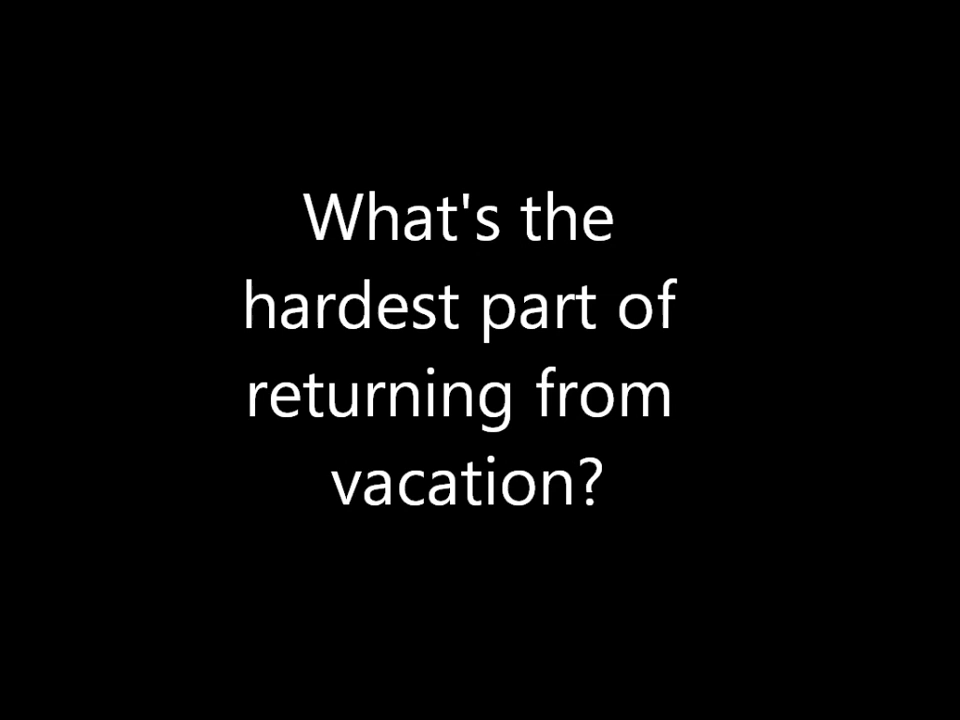 What's the
hardest part of
returning from
vacation?